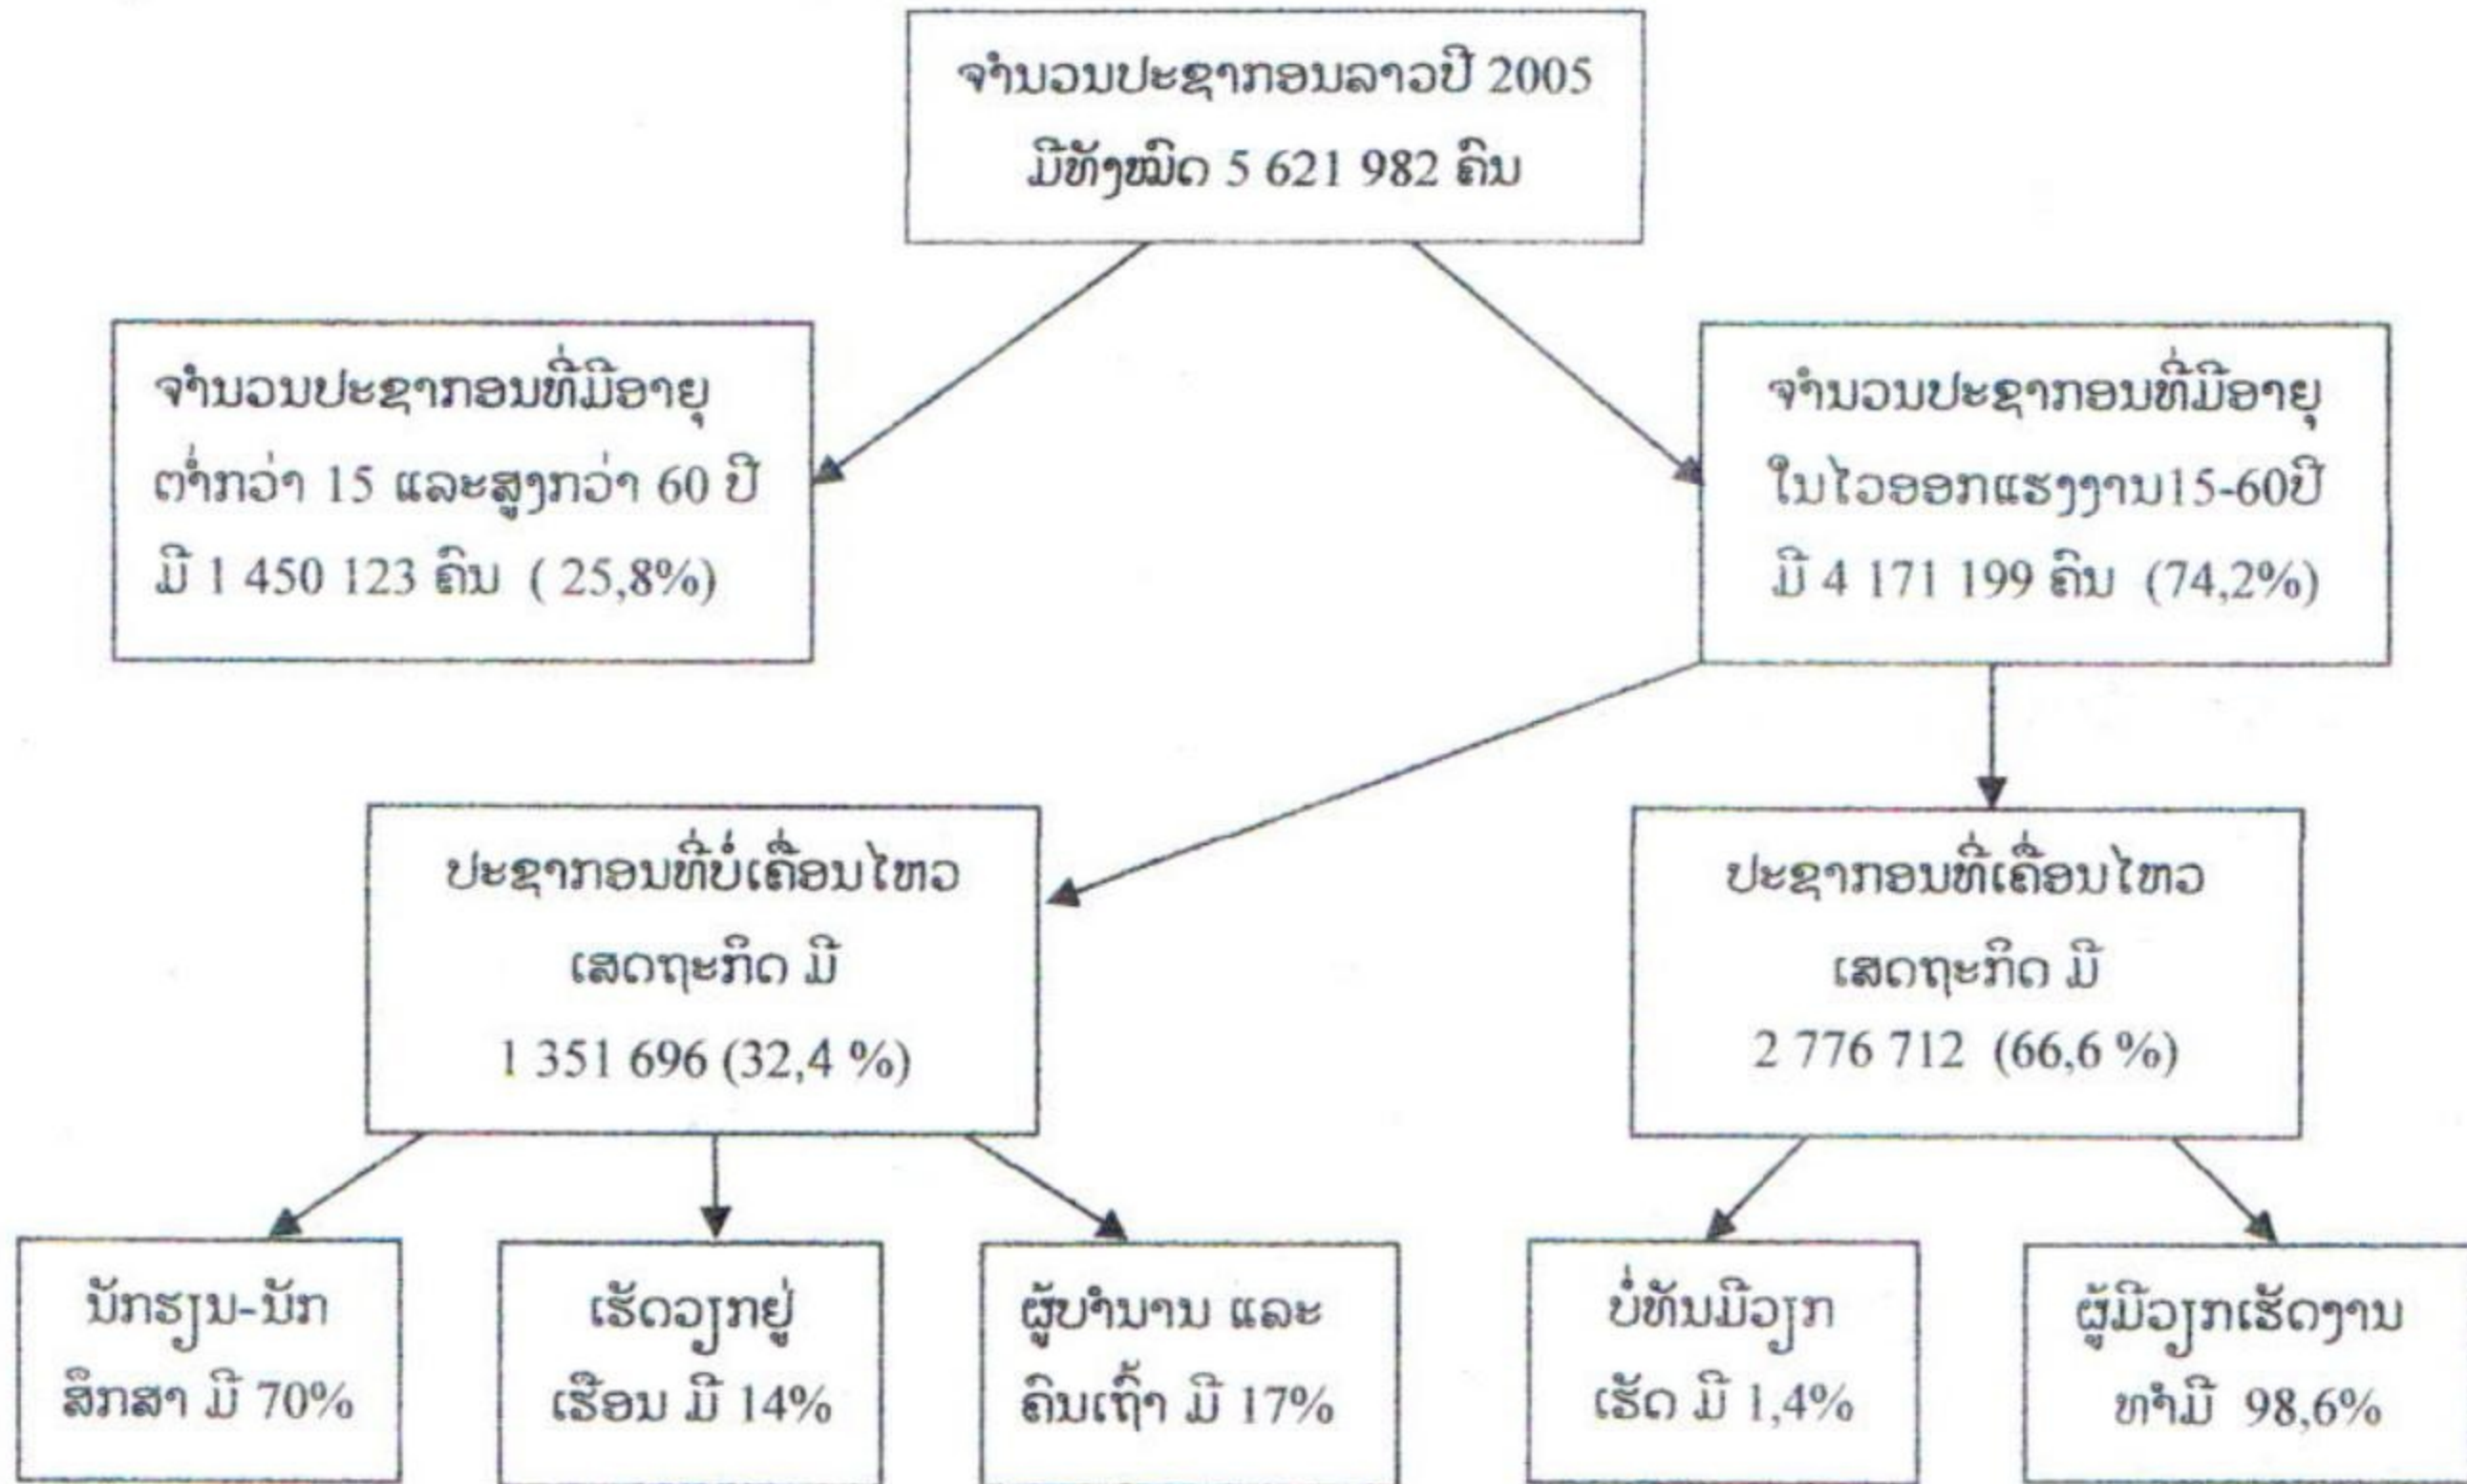 ຈຳນວນປະຊາກອນລາວປີ 2005
ມີທັງໝົດ 5 621 982 ຄົນ
ຈຳນວນປະຊາກອນທີ່ມີອາຍຸ
ຕ່ຳກວ່າ 15 ແລະສູງກວ່າ 60 ປີ
ມີ 1 450 123 ຄົນ ( 25,8%)
ຈຳນວນປະຊາກອນທີ່ມີອາຍຸ
ໃນໄວອອກແຮງງານ15-60ປີ
ມີ 4 171 199 ຄົນ (74,2%)
ປະຊາກອນທີ່ບໍ່ເຄື່ອນໄຫວ
ເສດຖະກິດ ມີ
1 351 696 (32,4 %)
ປະຊາກອນທີ່ເຄື່ອນໄຫວ
ເສດຖະກິດ ມີ
2 776 712 (66,6 %)
ນັກຮຽນ-ນັກ
ສຶກສາ ມີ 70%
ເຮັດວຽກຢູ່
ເຮືອນ ມີ 14%
ຜູ້ບຳນານ ແລະ
ຄົນເຖົ້າ ມີ 17%
ບໍ່ທັນມີວຽກ
ເຮັດ ມີ 1,4%
ຜູ້ມີວຽກເຮັດງານ
ທຳມີ 98,6%